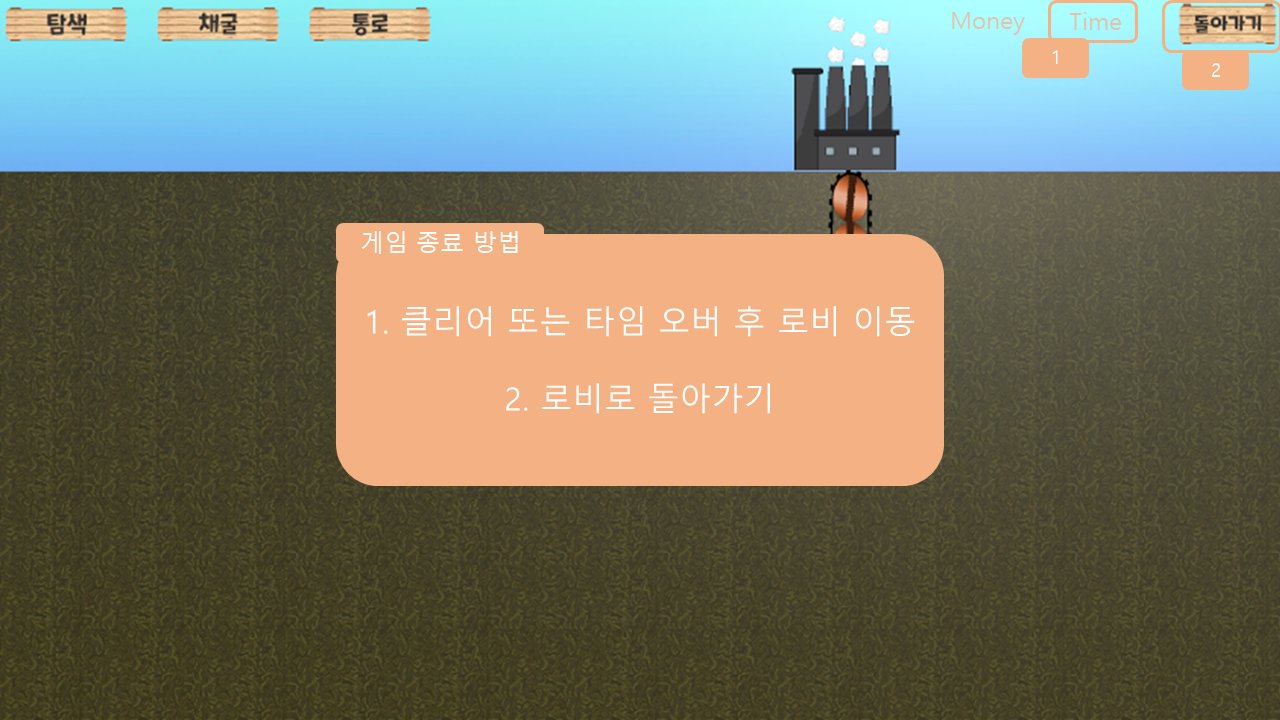 탐색
채굴
통로
Money
Time
돌아가기
1
2
게임 종료 방법
1. 클리어 또는 타임 오버 후 로비 이동
2. 로비로 돌아가기